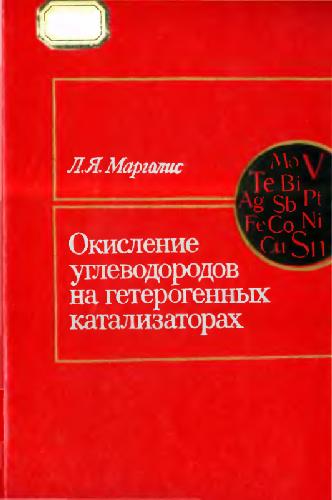 Л.Я. Марголис
Mo V
Te Bi
Ag Sb Pt
Fe Co Ni
Cu Sn
Окисление
углеводородов
на гетерогенных
катализаторах